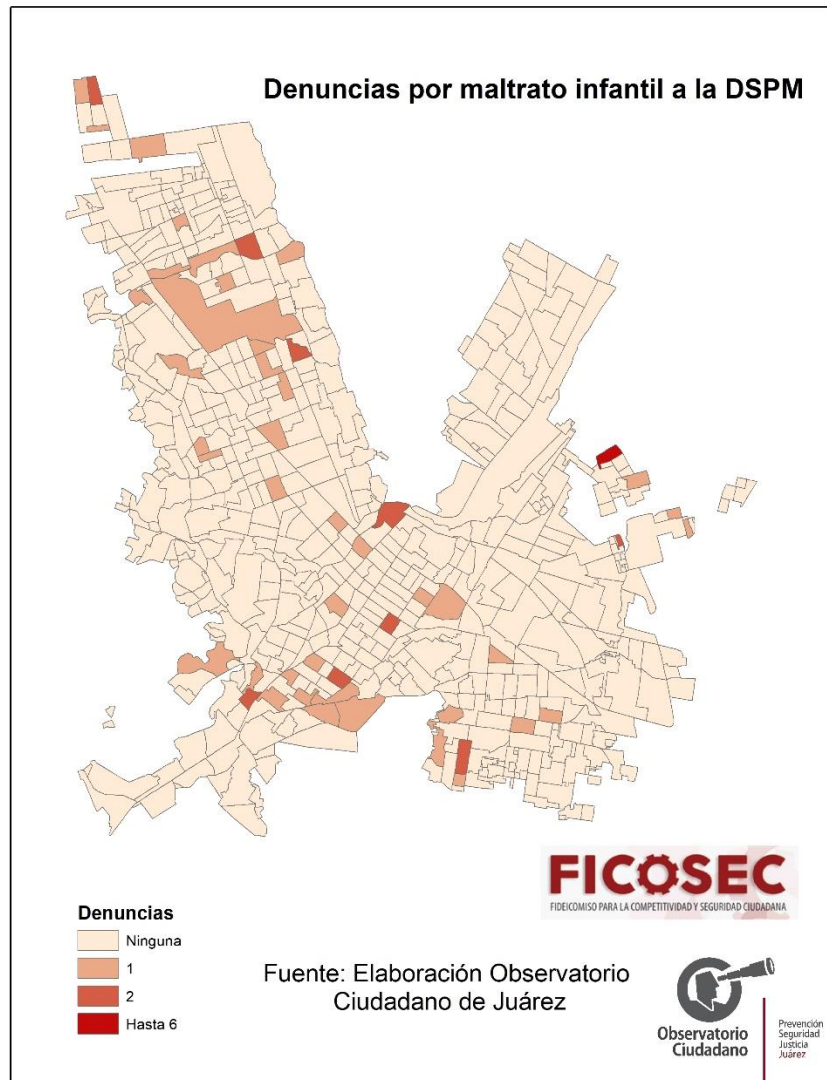 Denuncias por maltrato infantil a la DSPM
FICOSEC
FIDEICOMISO PARA LA COMPETITIVIDAD Y SEGURIDAD CIUDADANA
Denuncias
Ninguna
1
2
Hasta 6
Fuente: Elaboración Observatorio
Ciudadano de Juárez
Observatorio
Ciudadano
Prevención
Seguridad
Justicia
Juárez